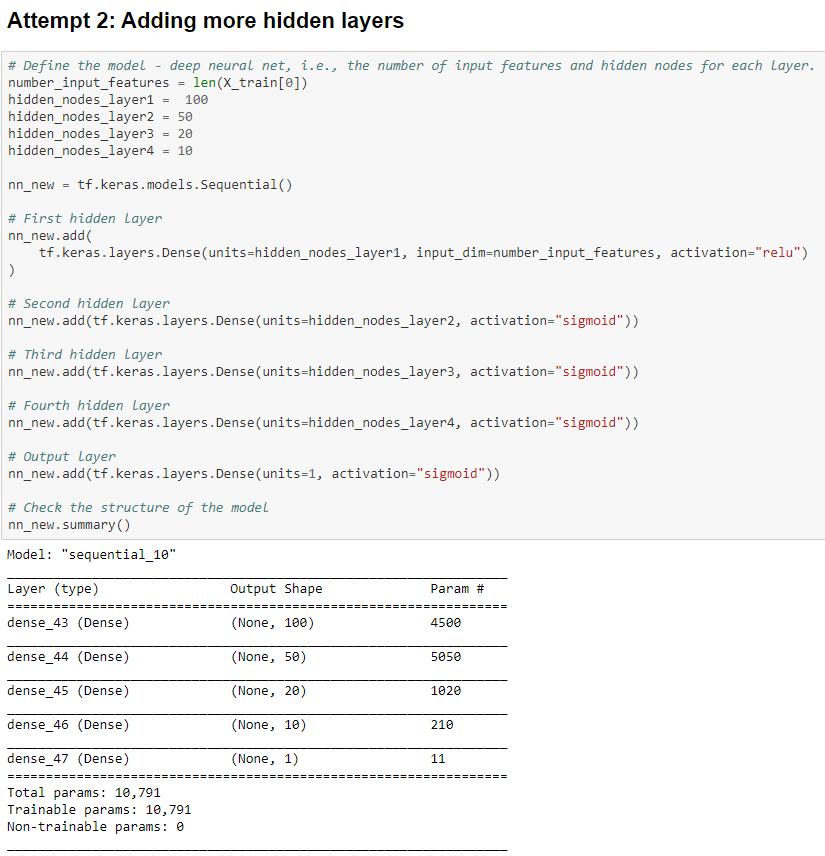 Attempt 2: Adding more hidden layers
# Define the model - deep neural net, i.e., the number of input features and hidden nodes for each layer.
number_input_features = len(X_train[0])
hidden_nodes_layer1 =  100
hidden_nodes_layer2 = 50
hidden_nodes_layer3 = 20
hidden_nodes_layer4 = 10
nn_new = tf.keras.models.Sequential()
# First hidden layer
nn_new.add(
    tf.keras.layers.Dense(units=hidden_nodes_layer1, input_dim=number_input_features, activation="relu")
)
# Second hidden layer
nn_new.add(tf.keras.layers.Dense(units=hidden_nodes_layer2, activation="sigmoid"))
# Third hidden layer
nn_new.add(tf.keras.layers.Dense(units=hidden_nodes_layer3, activation="sigmoid"))
# Fourth hidden layer
nn_new.add(tf.keras.layers.Dense(units=hidden_nodes_layer4, activation="sigmoid"))
# Output layer
nn_new.add(tf.keras.layers.Dense(units=1, activation="sigmoid"))
# Check the structure of the model
nn_new.summary()
Model: "sequential_10"
_________________________________________________________________
Layer (type)                 Output Shape              Param #
=================================================================
dense_43 (Dense)             (None, 100)               4500
_________________________________________________________________
dense_44 (Dense)             (None, 50)                5050
_________________________________________________________________
dense_45 (Dense)             (None, 20)                1020
_________________________________________________________________
dense_46 (Dense)             (None, 10)                210
_________________________________________________________________
dense_47 (Dense)             (None, 1)                 11
=================================================================
Total params: 10,791
Trainable params: 10,791
Non-trainable params: 0
_________________________________________________________________